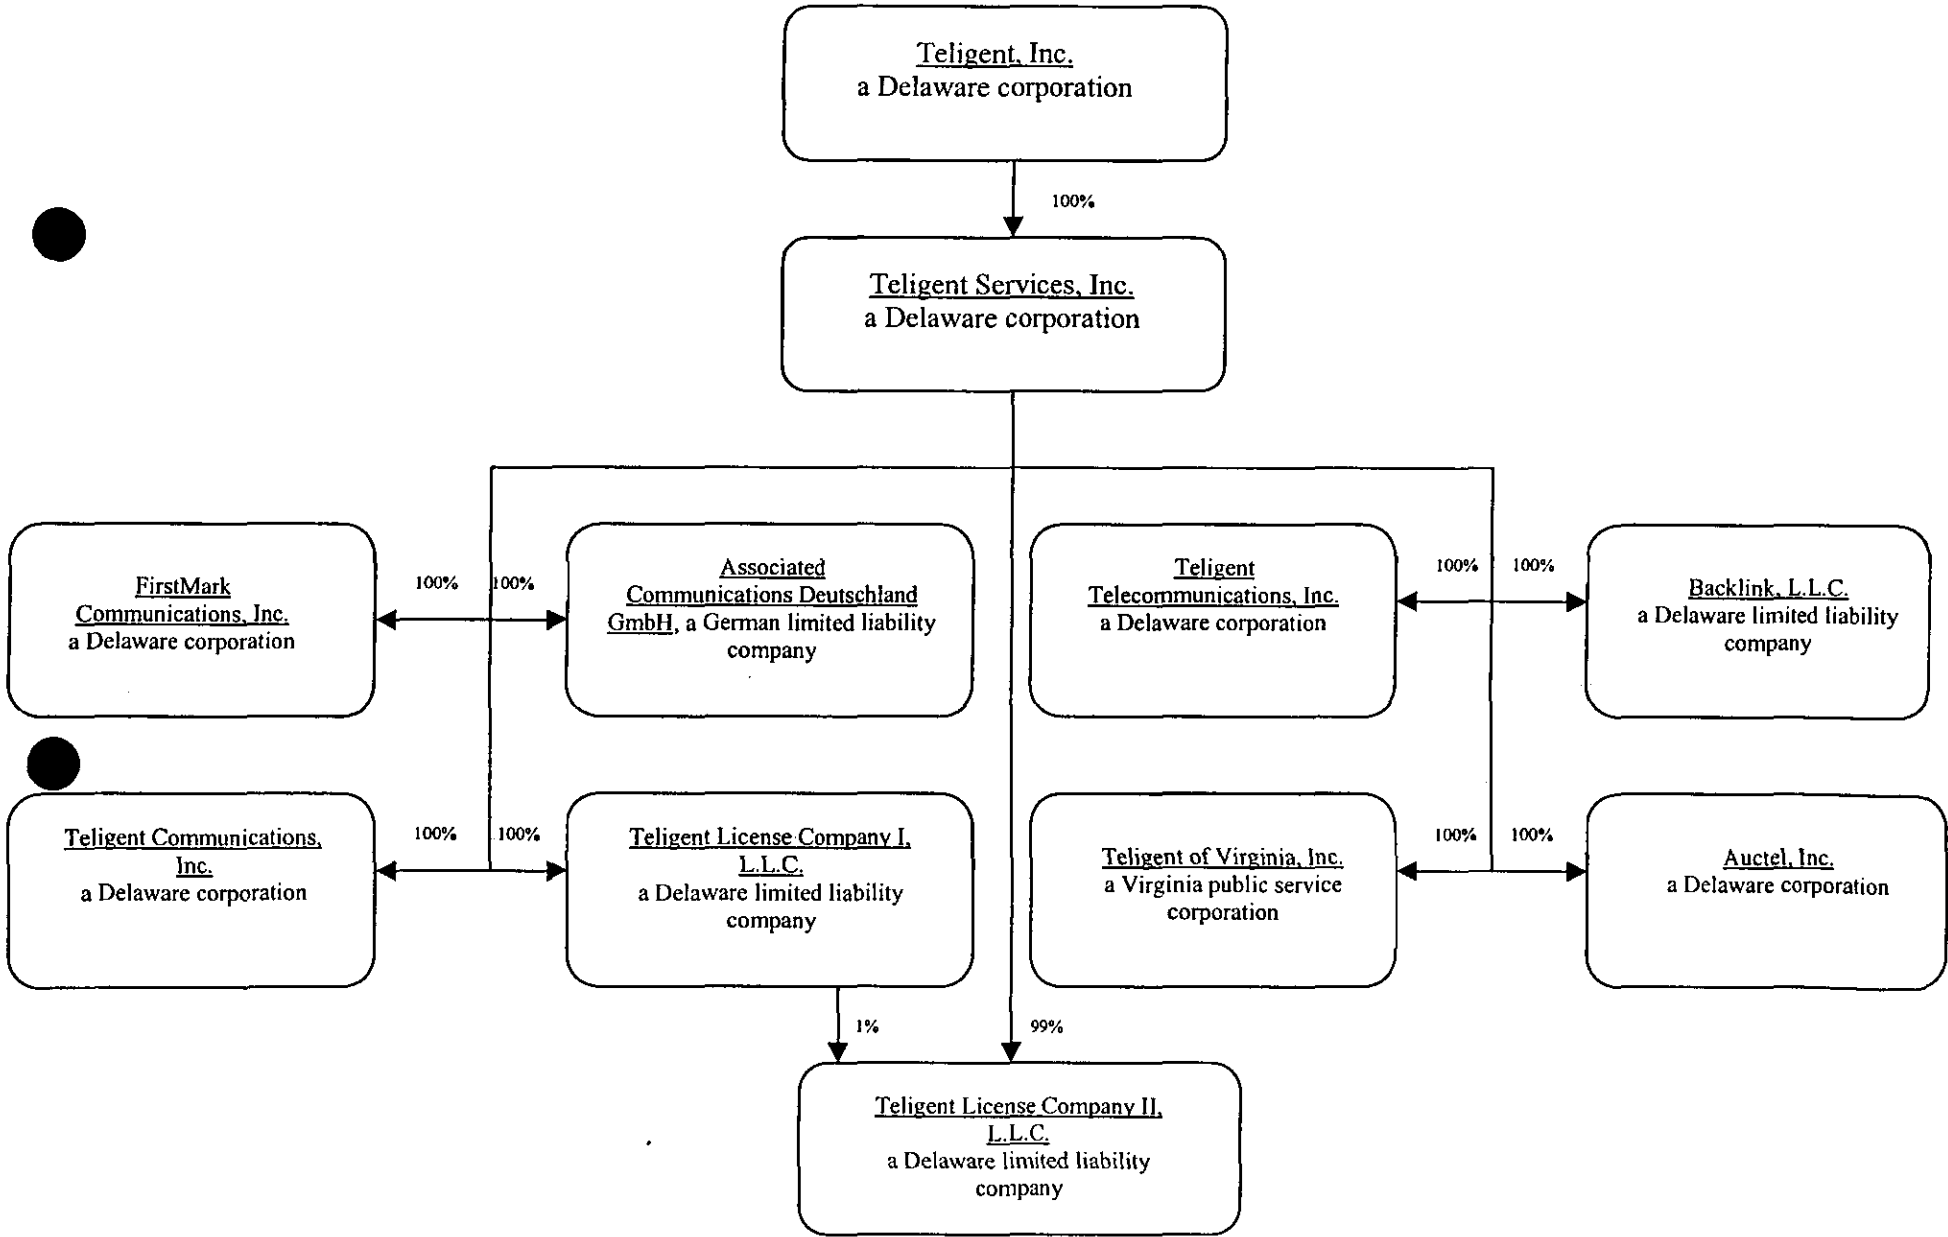 Teligent, Inc.
a Delaware corporation
100%
Teligent Services, Inc.
a Delaware corporation
FirstMark
Communications, Inc.
a Delaware corporation
100%
100%
Associated
Communications Deutschland
GmbH, a German limited liability
company
Teligent
Telecommunications, Inc.
a Delaware corporation
100%
100%
Backlink, L.L.C.
a Delaware limited liability
company
Teligent Communications,
Inc.
a Delaware corporation
100%
100%
Teligent License Company I,
L.L.C.
a Delaware limited liability
company
Teligent of Virginia, Inc.
a Virginia public service
corporation
100%
100%
Auctel, Inc.
a Delaware corporation
1%
99%
Teligent License Company II,
L.L.C.
a Delaware limited liability
company